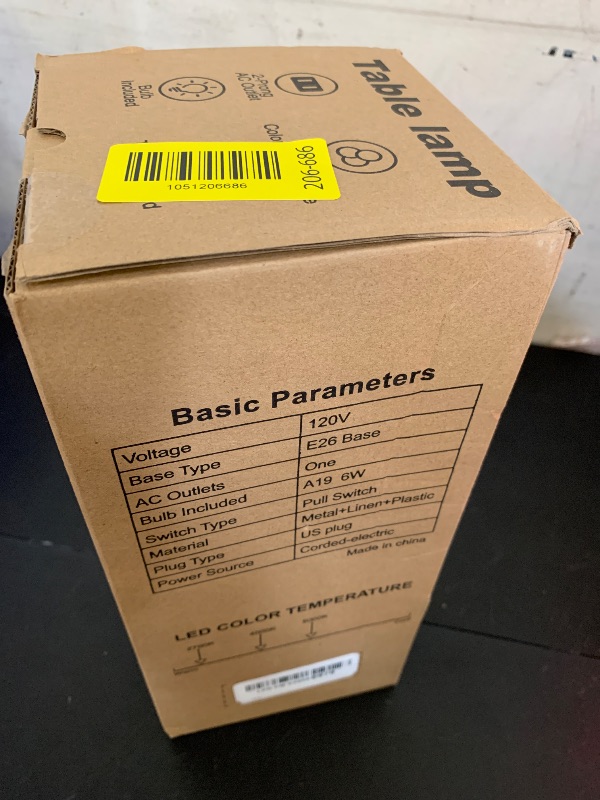 Table lamp
2-Prong
AC Outlet
Bulb
Included
1051206686
206-686
Basic Parameters
Voltage 120V
Base Type E26 Base
AC Outlets One
Bulb Included A19 6W
Switch Type Pull Switch
Material Metal+Linen+Plastic
Plug Type US plug
Power Source Corded-electric
Made in china
LED COLOR TEMPERATURE